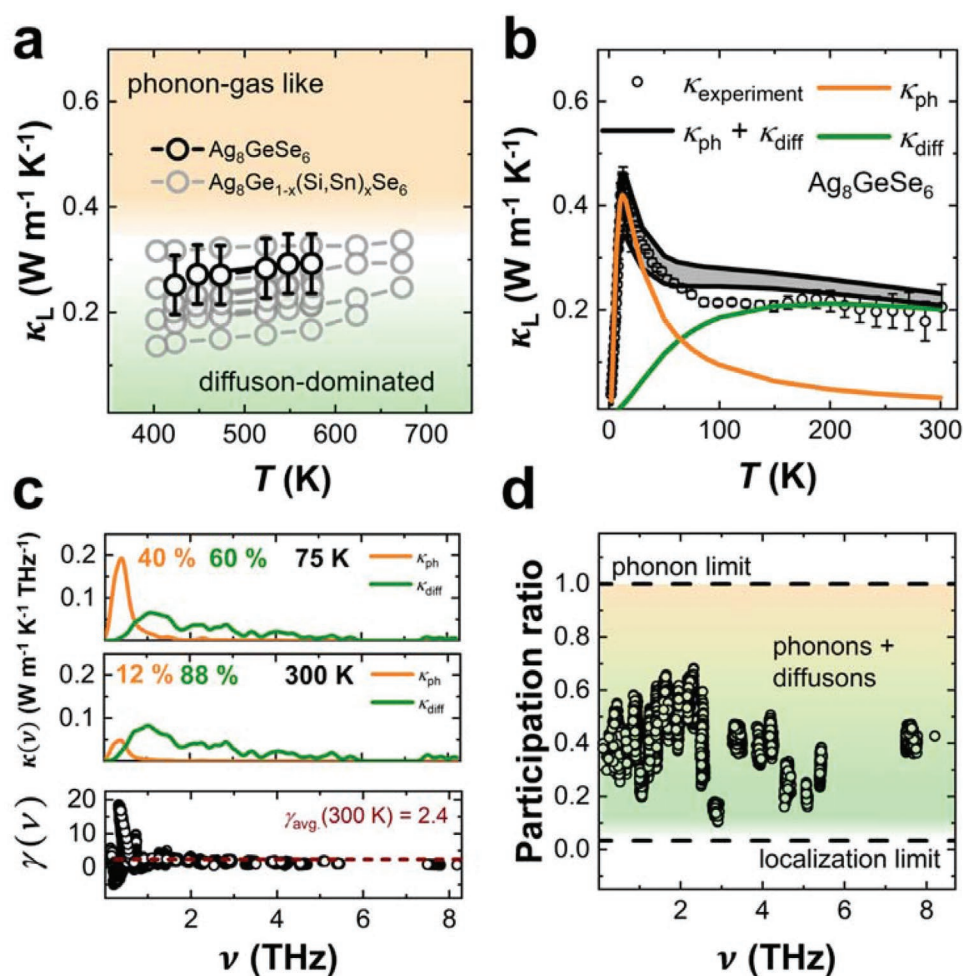 a
phonon-gas like
Ag₈GeSe₆
Ag₈Ge₁₋ₓ(Si,Sn)ₓSe₆
diffuson-dominated
0.6
0.4
0.2
κL (W m⁻¹ K⁻¹)
400 500 600 700
T (K)
b
κexperiment κph
κph + κdiff κdiff
Ag₈GeSe₆
0.6
0.4
0.2
κL (W m⁻¹ K⁻¹)
0 100 200 300
T (K)
c
40 % 60 % 75 K
κph
κdiff
0.2
0.1
12 % 88 % 300 K
κph
κdiff
0.2
0.1
κ(ν) (W m⁻¹ K⁻¹ THz⁻¹)
γavg.(300 K) = 2.4
20
10
0
γ(ν)
0 2 4 6 8
ν (THz)
d
phonon limit
phonons +
diffusons
localization limit
1.0
0.8
0.6
0.4
0.2
0.0
Participation ratio
2 4 6 8
ν (THz)